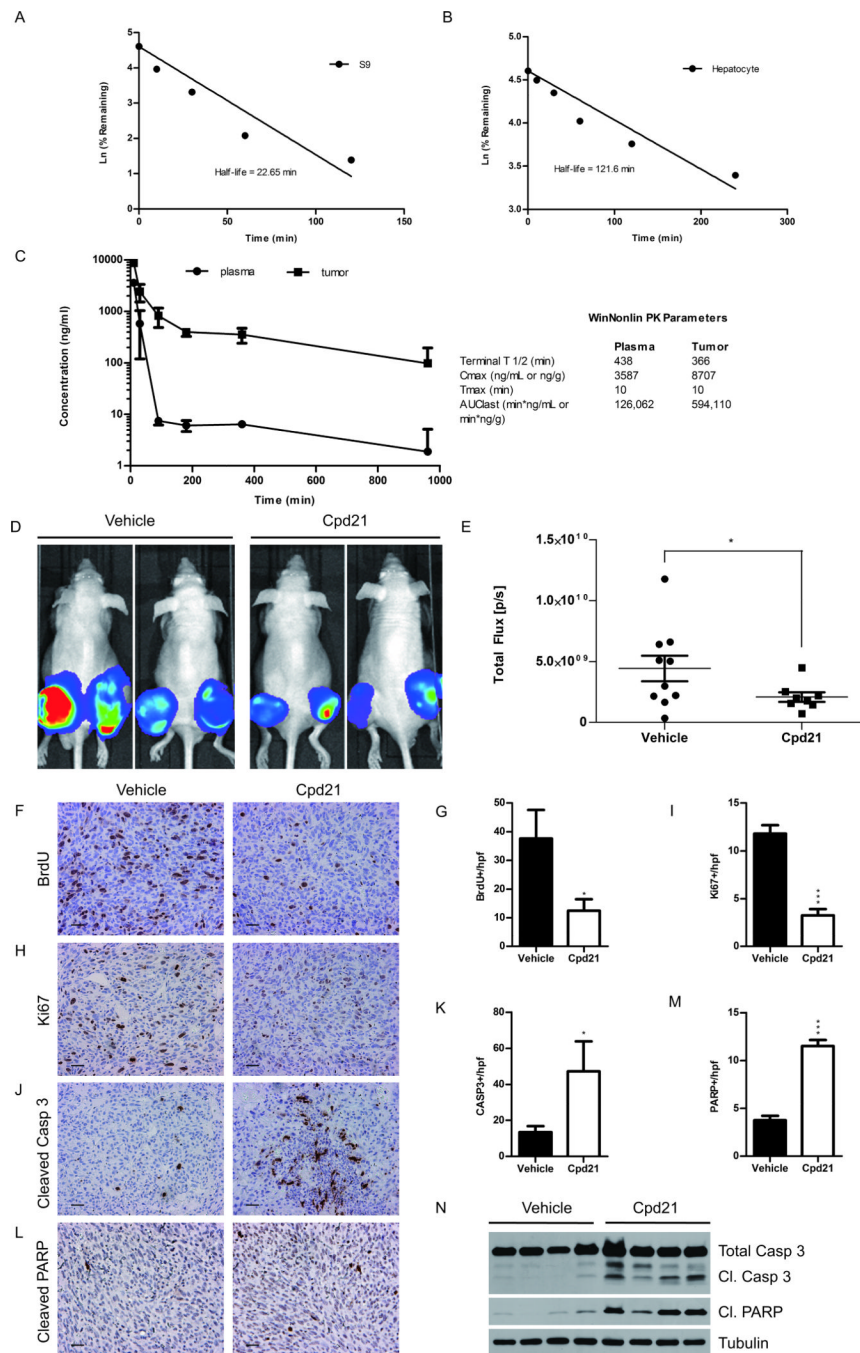 A
Ln (% Remaining)
5
4
3
2
1
0
S9
Half-life = 22.65 min
0
50
100
150
Time (min)
B
Ln (% Remaining)
5.0
4.5
4.0
3.5
3.0
Hepatocyte
Half-life = 121.6 min
0
100
200
300
Time (min)
C
Concentration (ng/ml)
10000
1000
100
10
1
plasma
tumor
0
200
400
600
800
1000
Time (min)
WinNonlin PK Parameters
Plasma Tumor
Terminal T 1/2 (min) 438 366
Cmax (ng/mL or ng/g) 3587 8707
Tmax (min) 10 10
AUClast (min*ng/mL or 126,062 594,110
min*ng/g)
D
Vehicle
Cpd21
E
Total Flux [p/s]
1.5×10^10
1.0×10^10
5.0×10^09
0
*
Vehicle
Cpd21
Vehicle
Cpd21
F
BrdU
G
BrdU+/hpf
50
40
30
20
10
0
*
Vehicle Cpd21
I
Ki67+/hpf
15
10
5
0
***
Vehicle Cpd21
H
Ki67
J
Cleaved Casp 3
K
CASP3+/hpf
80
60
40
20
0
*
Vehicle Cpd21
M
PARP+/hpf
15
10
5
0
***
Vehicle Cpd21
L
Cleaved PARP
N
Vehicle
Cpd21
Total Casp 3
Cl. Casp 3
Cl. PARP
Tubulin